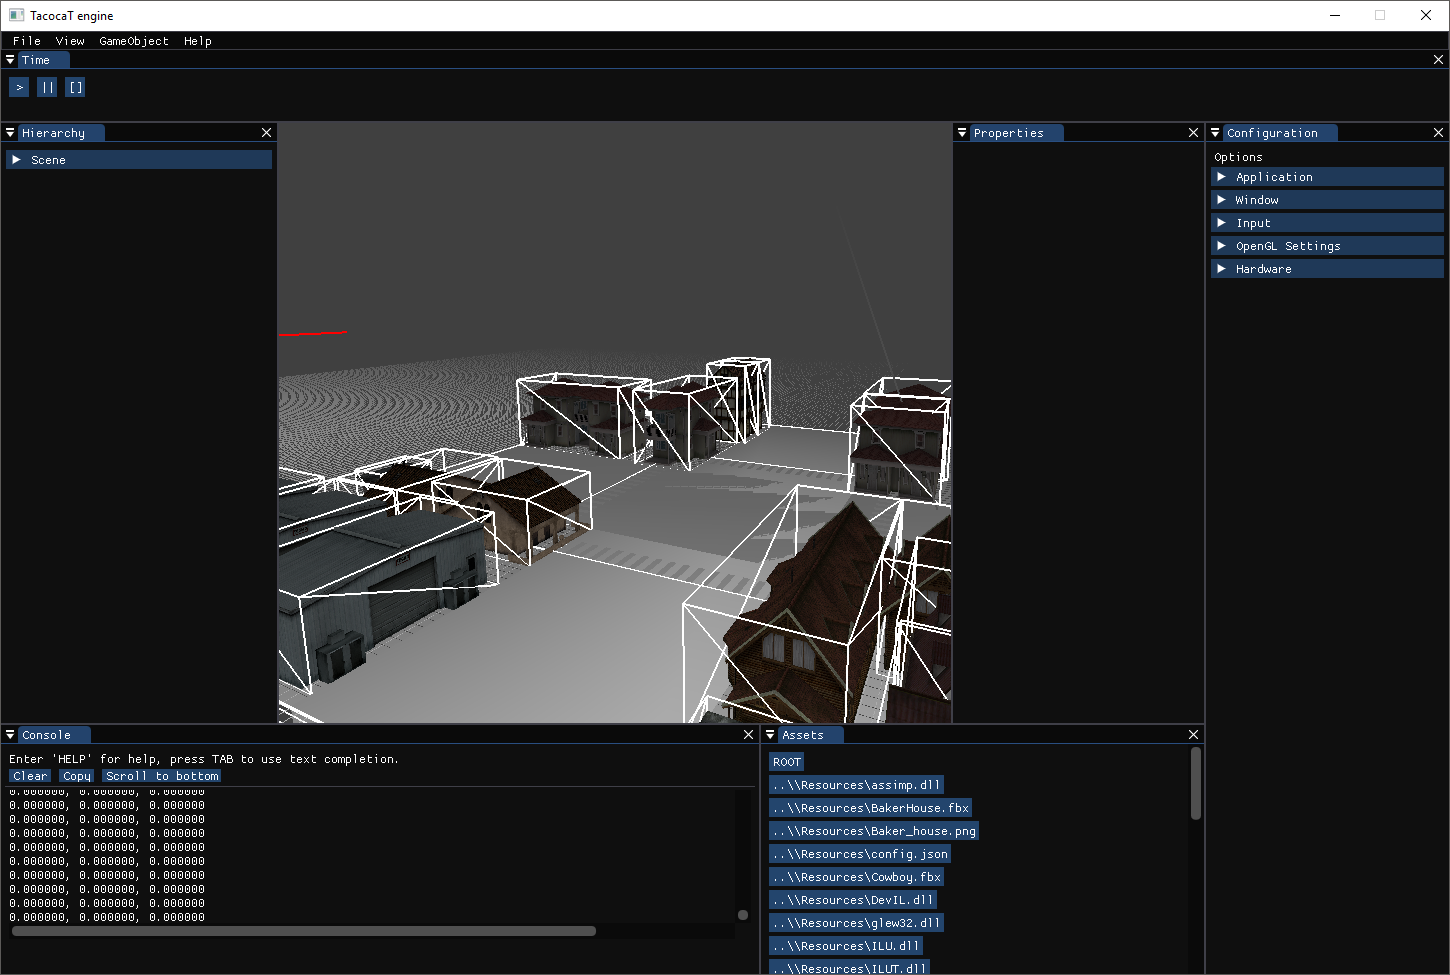 TacocaT engine
File View GameObject Help
Time
> || []
Hierarchy
Scene
Properties
Configuration
Options
Application
Window
Input
OpenGL Settings
Hardware
Console
Enter 'HELP' for help, press TAB to use text completion.
Clear Copy Scroll to bottom
0.000000, 0.000000, 0.000000
0.000000, 0.000000, 0.000000
0.000000, 0.000000, 0.000000
0.000000, 0.000000, 0.000000
0.000000, 0.000000, 0.000000
0.000000, 0.000000, 0.000000
0.000000, 0.000000, 0.000000
0.000000, 0.000000, 0.000000
0.000000, 0.000000, 0.000000
0.000000, 0.000000, 0.000000
Assets
ROOT
..\\Resources\assimp.dll
..\\Resources\BakerHouse.fbx
..\\Resources\Baker_house.png
..\\Resources\config.json
..\\Resources\Cowboy.fbx
..\\Resources\DevIL.dll
..\\Resources\glew32.dll
..\\Resources\ILU.dll
..\\Resources\ILUT.dll